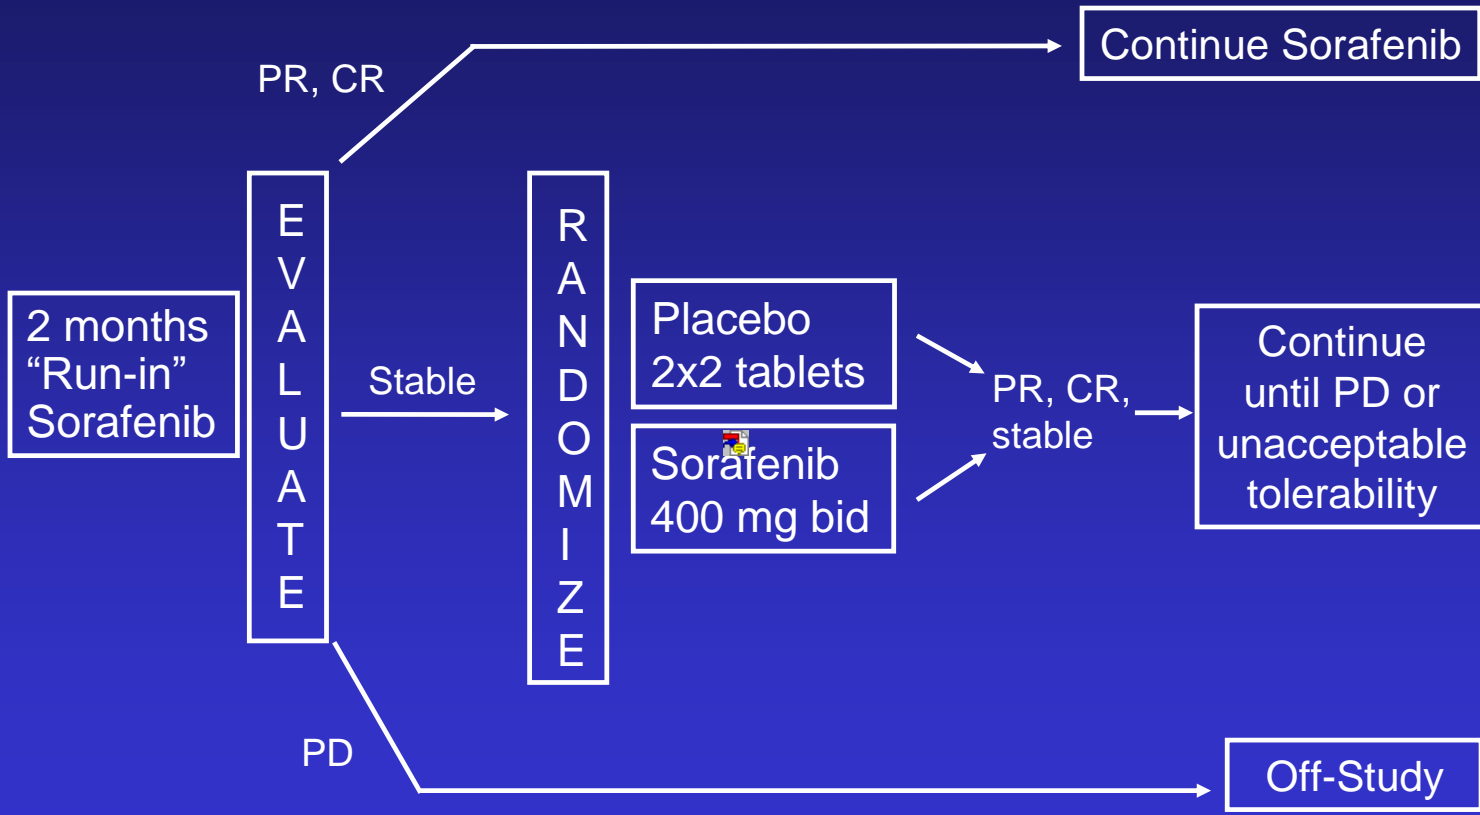 Continue Sorafenib
PR, CR
2 months
“Run-in”
Sorafenib
E
V
A
L
U
A
T
E
Stable
R
A
N
D
O
M
I
Z
E
Placebo
2x2 tablets
Sorafenib
400 mg bid
PR, CR,
stable
Continue
until PD or
unacceptable
tolerability
PD
Off-Study